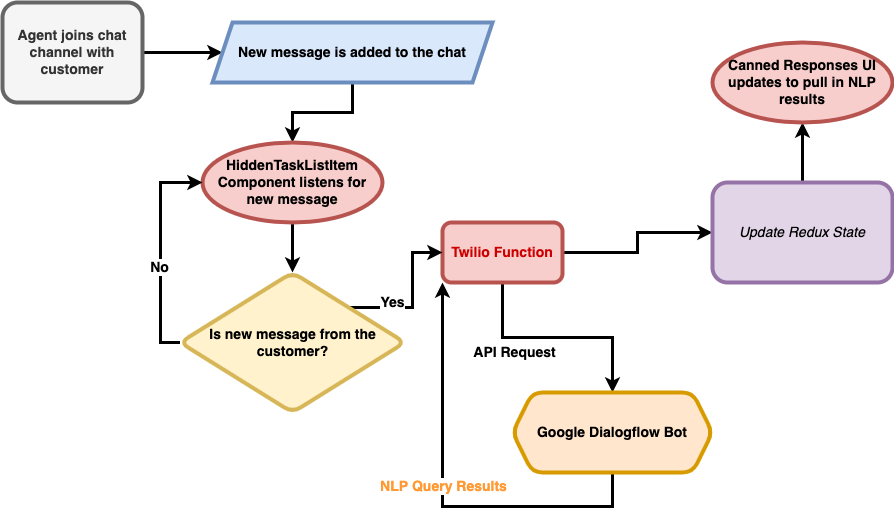 Agent joins chat
channel with
customer
New message is added to the chat
Canned Responses UI
updates to pull in NLP
results
HiddenTaskListItem
Component listens for
new message
No
Yes
Twilio Function
Update Redux State
Is new message from the
customer?
API Request
Google Dialogflow Bot
NLP Query Results